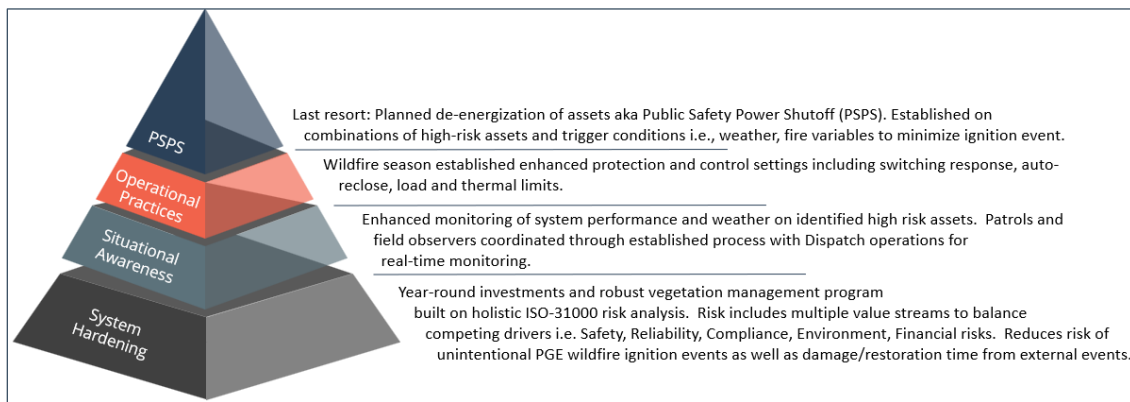 PSPS
Last resort: Planned de-energization of assets aka Public Safety Power Shutoff (PSPS). Established on
combinations of high-risk assets and trigger conditions i.e., weather, fire variables to minimize ignition event.
Operational
Practices
Wildfire season established enhanced protection and control settings including switching response, auto-
reclose, load and thermal limits.
Situational
Awareness
Enhanced monitoring of system performance and weather on identified high risk assets. Patrols and
field observers coordinated through established process with Dispatch operations for
real-time monitoring.
System
Hardening
Year-round investments and robust vegetation management program
built on holistic ISO-31000 risk analysis. Risk includes multiple value streams to balance
competing drivers i.e. Safety, Reliability, Compliance, Environment, Financial risks. Reduces risk of
unintentional PGE wildfire ignition events as well as damage/restoration time from external events.